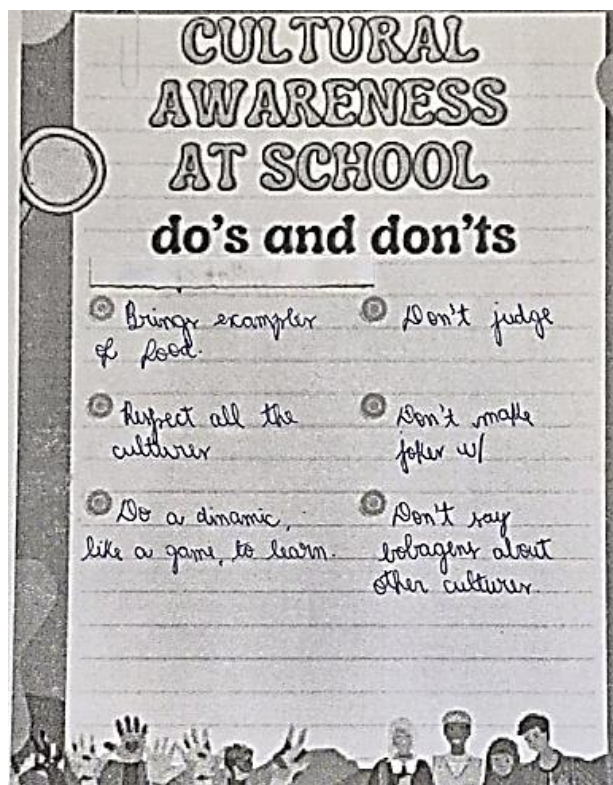 CULTURAL
AWARENESS
AT SCHOOL
do's and don'ts
Brings examples
of food.
Respect all the
cultures
Do a dinamic,
like a game, to learn.
Don't judge
Don't make
jokes w/
Don't say
bobagens about
other cultures.